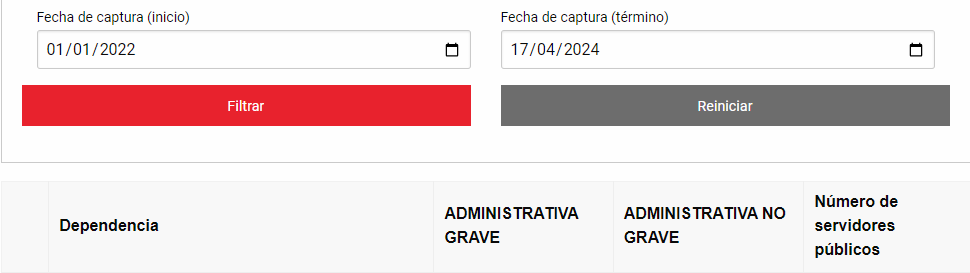 Fecha de captura (inicio)
Fecha de captura (término)
01/01/2022
17/04/2024
Filtrar
Reiniciar
Dependencia
ADMINISTRATIVA
GRAVE
ADMINISTRATIVA NO
GRAVE
Número de
servidores
públicos